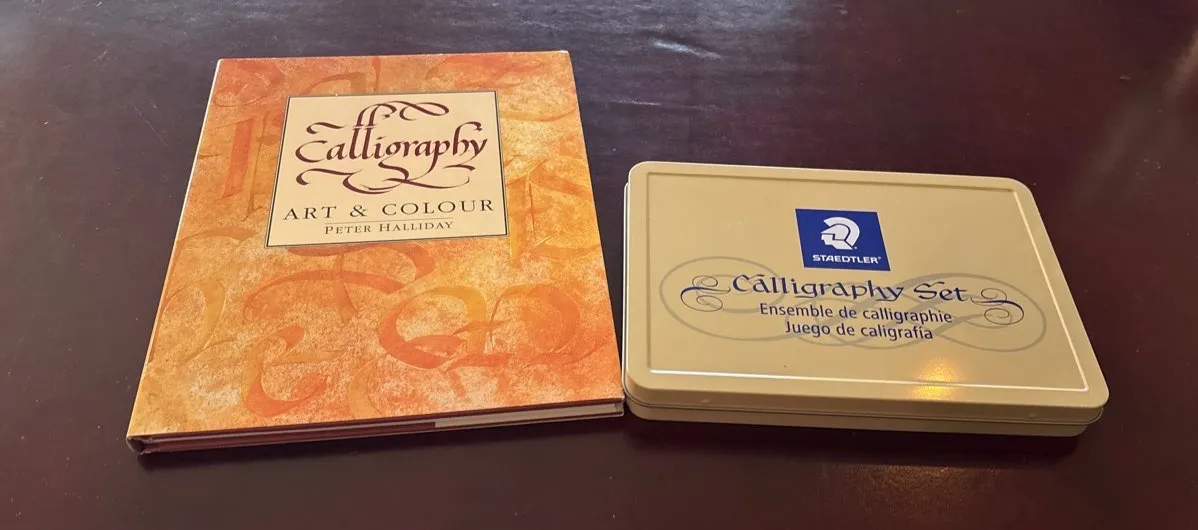 Calligraphy
ART & COLOUR
PETER HALLIDAY
STAEDTLER®
Calligraphy Set
Ensemble de calligraphie
Juego de caligrafía